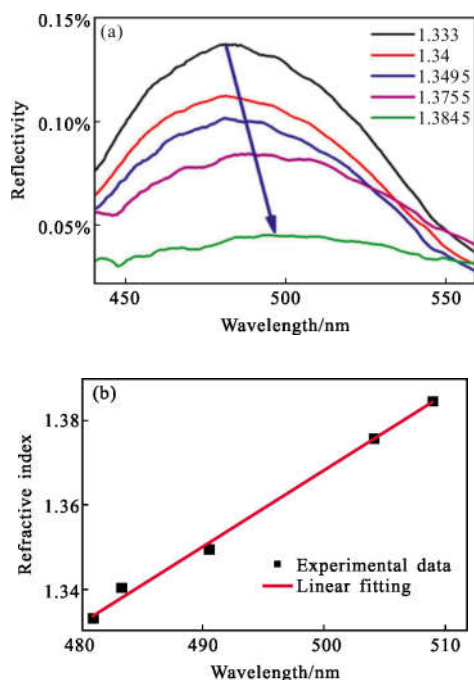 (a)
1.333
1.34
1.3495
1.3755
1.3845
0.15%
0.10%
0.05%
Reflectivity
450 500 550
Wavelength/nm
(b)
1.38
1.36
1.34
Refractive index
Experimental data
Linear fitting
480 490 500 510
Wavelength/nm